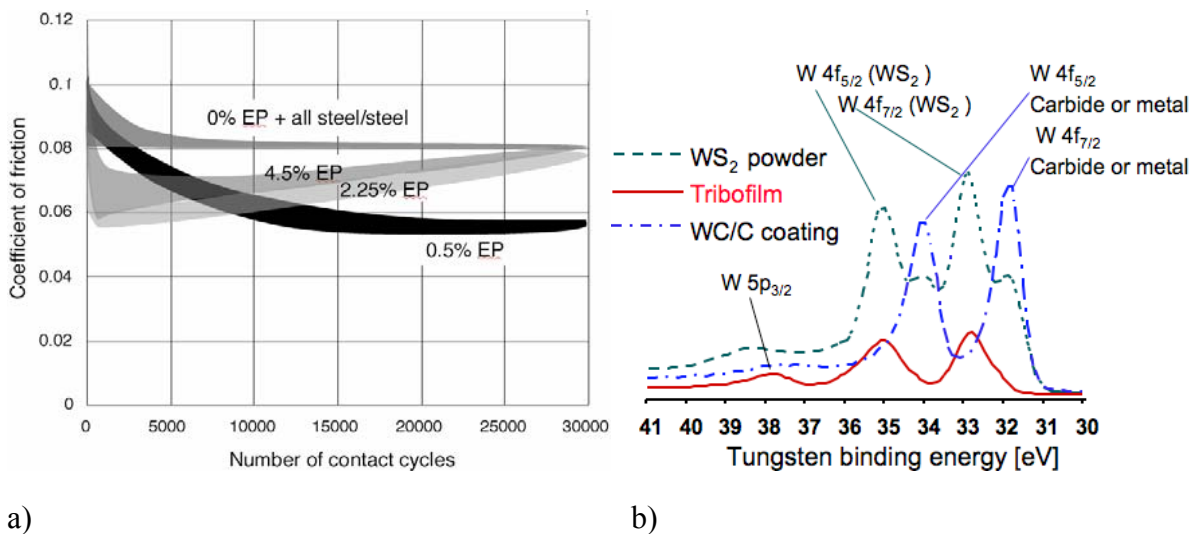 0.12
0.1
0.08
0.06
0.04
0.02
0
Coefficient of friction
0% EP + all steel/steel
4.5% EP
2.25% EP
0.5% EP
0 5000 10000 15000 20000 25000 30000
Number of contact cycles
a)
W 4f5/2 (WS2 )
W 4f7/2 (WS2 )
W 4f5/2
Carbide or metal
W 4f7/2
Carbide or metal
WS2 powder
Tribofilm
WC/C coating
W 5p3/2
41 40 39 38 37 36 35 34 33 32 31 30
Tungsten binding energy [eV]
b)